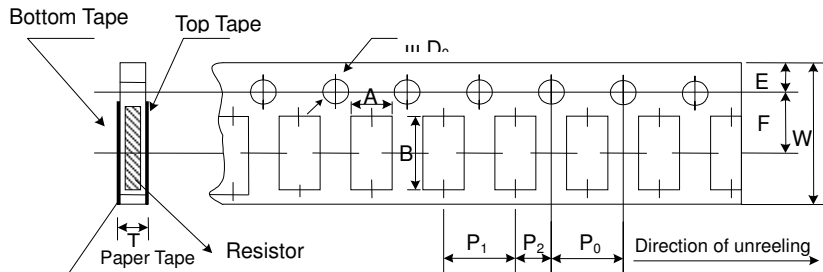 Bottom Tape
Top Tape
D₀
A
E
F
B
W
T
Paper Tape
Resistor
P₁
P₂
P₀
Direction of unreeling